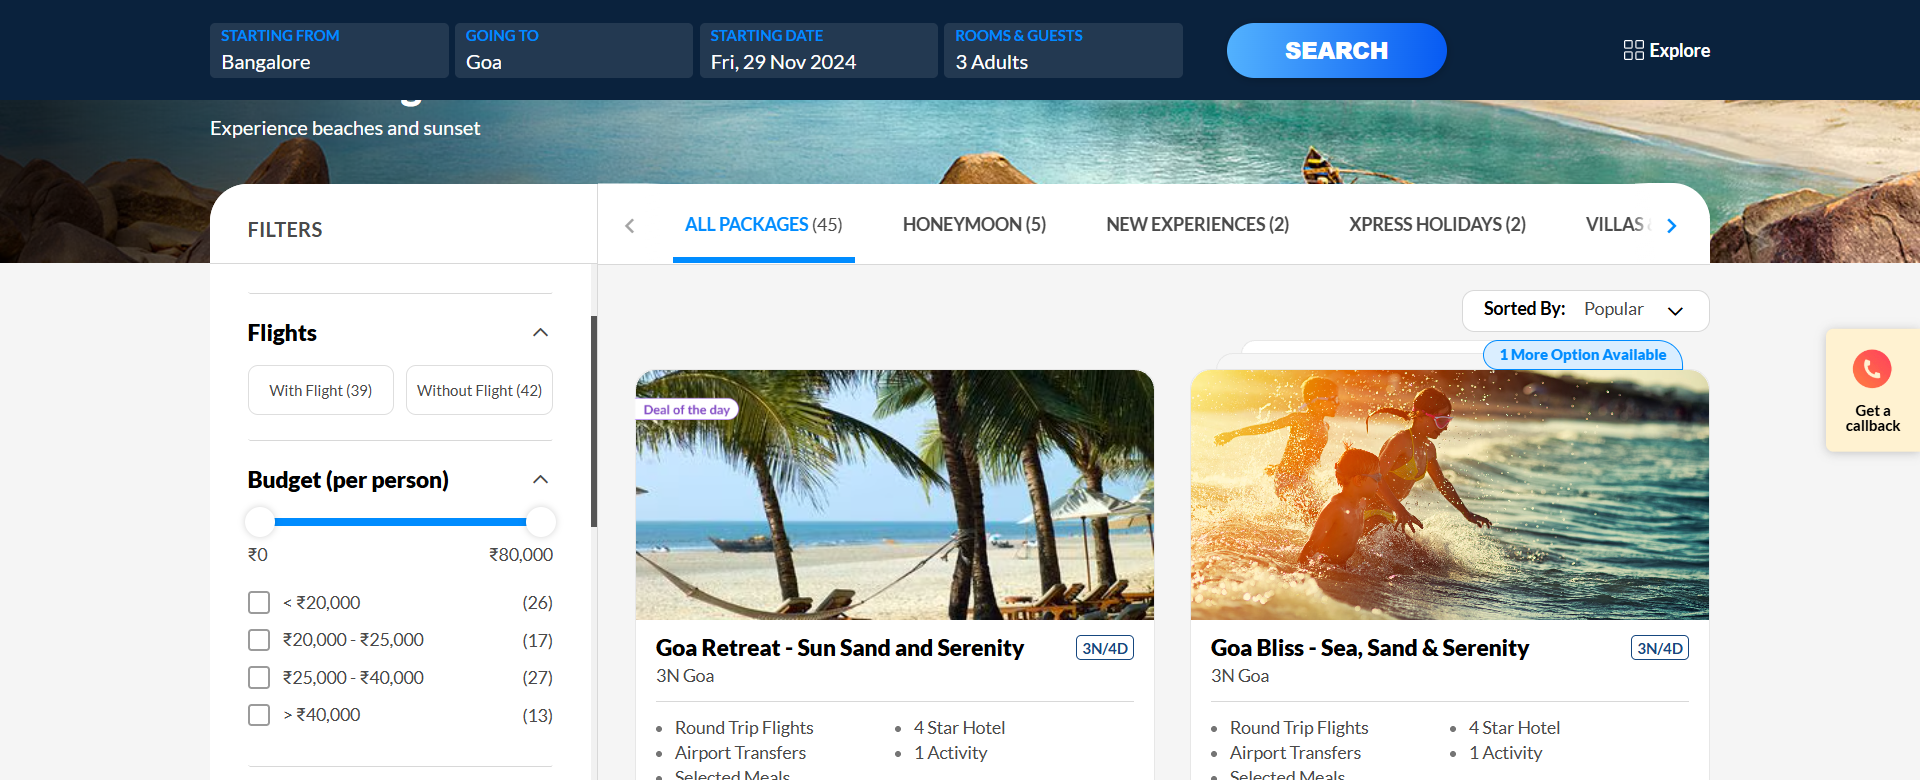 STARTING FROM
Bangalore
GOING TO
Goa
STARTING DATE
Fri, 29 Nov 2024
ROOMS & GUESTS
3 Adults
SEARCH
Explore
Experience beaches and sunset
FILTERS
ALL PACKAGES (45)
HONEYMOON (5)
NEW EXPERIENCES (2)
XPRESS HOLIDAYS (2)
VILLAS
Flights
With Flight (39)
Without Flight (42)
Budget (per person)
₹0
₹80,000
< ₹20,000 (26)
₹20,000 - ₹25,000 (17)
₹25,000 - ₹40,000 (27)
> ₹40,000 (13)
Sorted By: Popular
Deal of the day
Goa Retreat - Sun Sand and Serenity
3N/4D
3N Goa
Round Trip Flights
4 Star Hotel
Airport Transfers
1 Activity
Selected Meals
1 More Option Available
Goa Bliss - Sea, Sand & Serenity
3N/4D
3N Goa
Round Trip Flights
4 Star Hotel
Airport Transfers
1 Activity
Selected Meals
Get a
callback